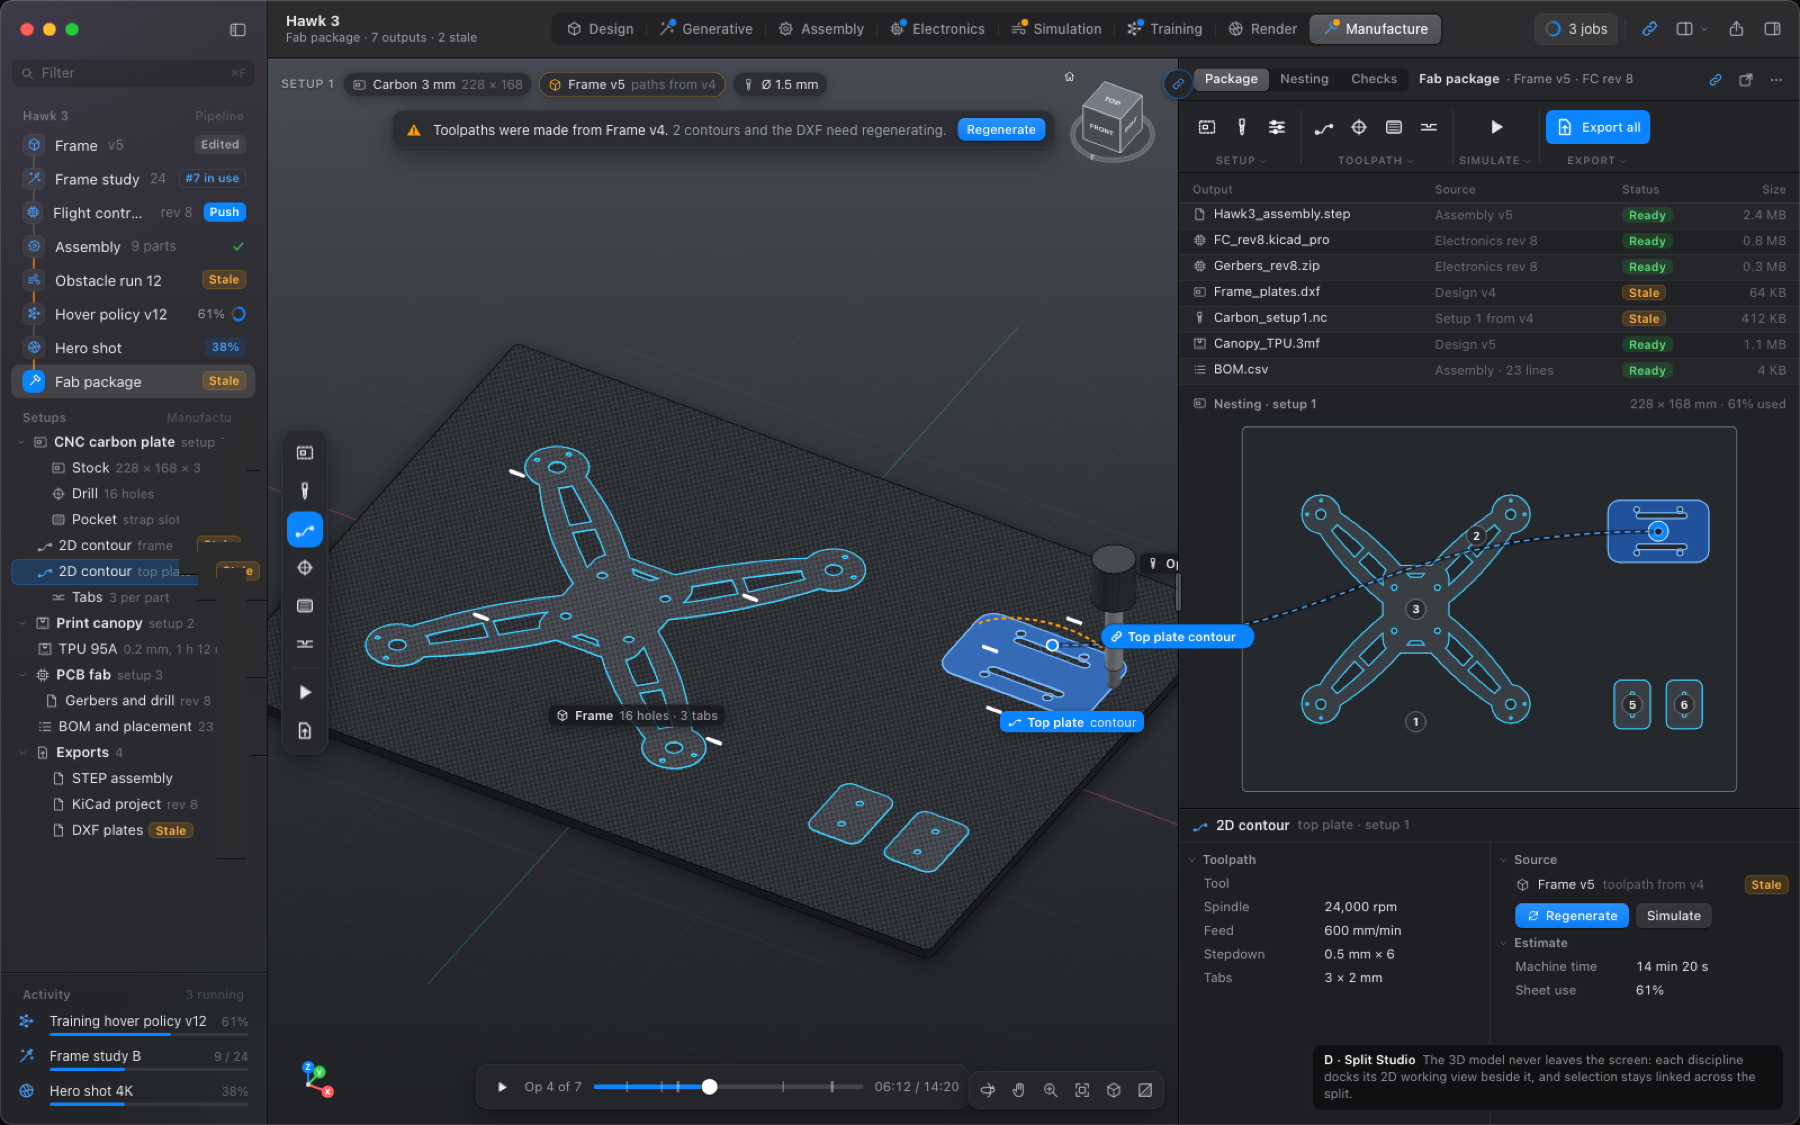 Hawk 3
Fab package · 7 outputs · 2 stale
Design
Generative
Assembly
Electronics
Simulation
Training
Render
Manufacture
3 jobs
Filter
⌘F
Hawk 3
Pipeline
Frame v5 Edited
Frame study 24 #7 in use
Flight contr... rev 8 Push
Assembly 9 parts
Obstacle run 12 Stale
Hover policy v12 61%
Hero shot 38%
Fab package Stale
Setups
CNC carbon plate setup
Stock 228 × 168 × 3
Drill 16 holes
Pocket strap slot
2D contour frame
2D contour top pla...
Tabs 3 per part
Print canopy setup 2
TPU 95A 0.2 mm, 1 h 12
PCB fab setup 3
Gerbers and drill rev 8
BOM and placement 23
Exports 4
STEP assembly
KiCad project rev 8
DXF plates Stale
Activity
3 running
Training hover policy v12 61%
Frame study B 9 / 24
Hero shot 4K 38%
SETUP 1
Carbon 3 mm 228 × 168
Frame v5 paths from v4
Ø 1.5 mm
Toolpaths were made from Frame v4. 2 contours and the DXF need regenerating.
Regenerate
TOP
FRONT
Top plate contour
Top plate contour
Frame 16 holes · 3 tabs
Z
Y
X
Op 4 of 7
06:12 / 14:20
Package
Nesting
Checks
Fab package · Frame v5 · FC rev 8
Export all
SETUP
TOOLPATH
SIMULATE
EXPORT
Output Source Status Size
Hawk3_assembly.step Assembly v5 Ready 2.4 MB
FC_rev8.kicad_pro Electronics rev 8 Ready 0.8 MB
Gerbers_rev8.zip Electronics rev 8 Ready 0.3 MB
Frame_plates.dxf Design v4 Stale 64 KB
Carbon_setup1.nc Setup 1 from v4 Stale 412 KB
Canopy_TPU.3mf Design v5 Ready 1.1 MB
BOM.csv Assembly · 23 lines Ready 4 KB
Nesting · setup 1
228 × 168 mm · 61% used
2
3
1
5
6
2D contour top plate · setup 1
Toolpath
Tool
Spindle 24,000 rpm
Feed 600 mm/min
Stepdown 0.5 mm × 6
Tabs 3 × 2 mm
Source
Frame v5 toolpath from v4 Stale
Regenerate
Simulate
Estimate
Machine time 14 min 20 s
Sheet use 61%
D · Split Studio The 3D model never leaves the screen: each discipline
docks its 2D working view beside it, and selection stays linked across the
split.